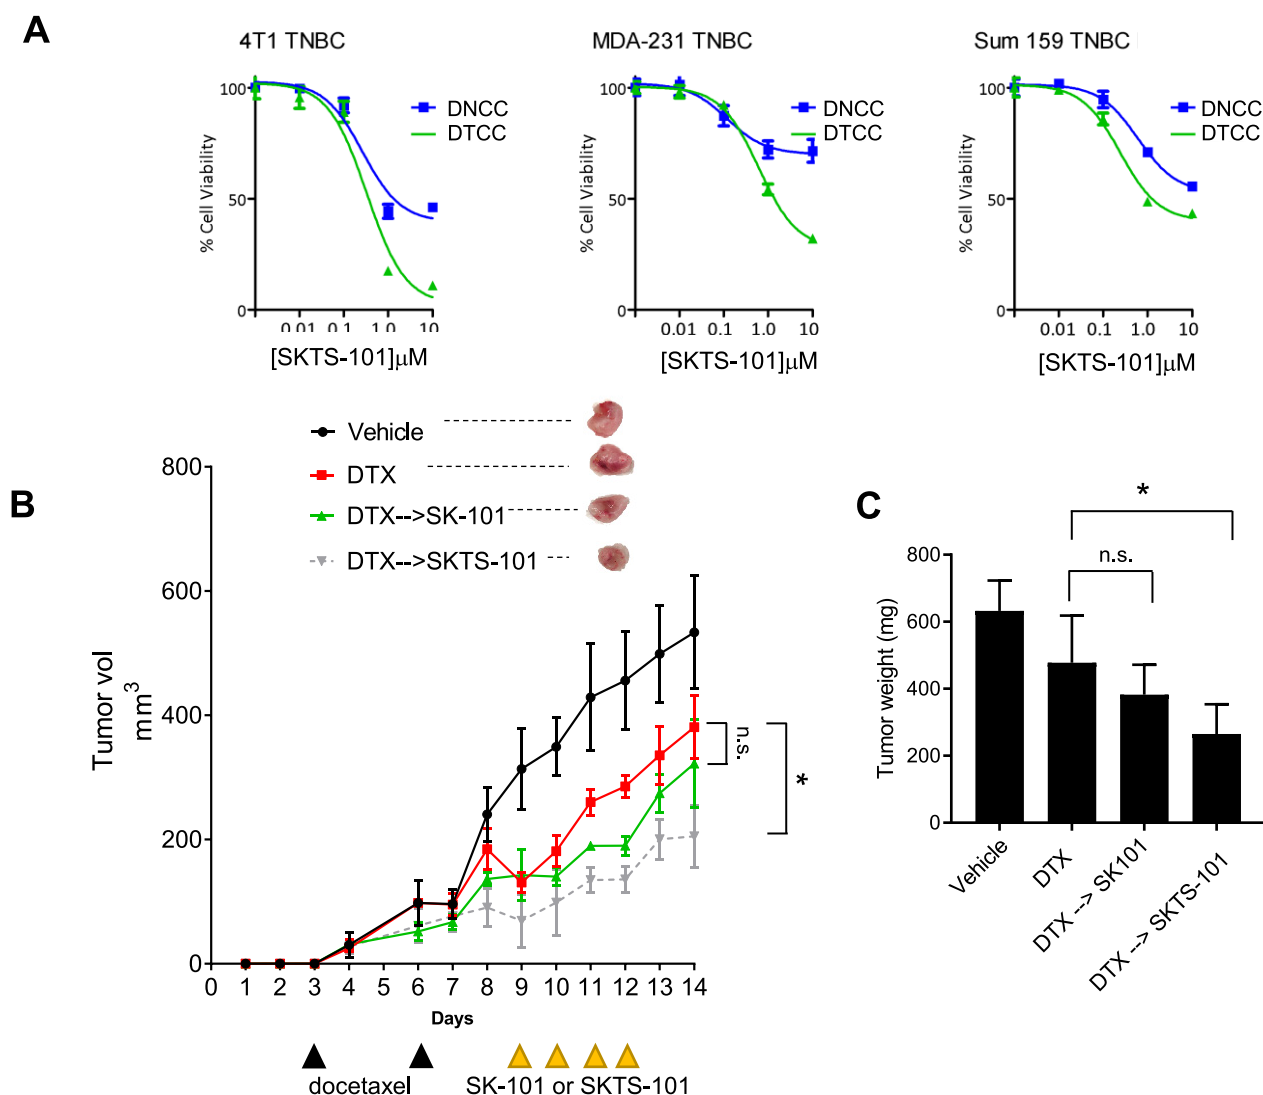 A
4T1 TNBC
100
50
0
% Cell Viability
DNCC
DTCC
0.01 0.1 1.0 10
[SKTS-101]μM
MDA-231 TNBC
100
50
0
% Cell Viability
DNCC
DTCC
0.01 0.1 1.0 10
[SKTS-101]μM
Sum 159 TNBC
100
50
0
% Cell Viability
DNCC
DTCC
0.01 0.1 1.0 10
[SKTS-101]μM
B
Vehicle
DTX
DTX-->SK-101
DTX-->SKTS-101
800
600
400
200
0
Tumor vol
mm3
n.s.
*
0 1 2 3 4 5 6 7 8 9 10 11 12 13 14
Days
docetaxel
SK-101 or SKTS-101
C
*
n.s.
800
600
400
200
0
Tumor weight (mg)
Vehicle
DTX
DTX --> SK101
DTX --> SKTS-101